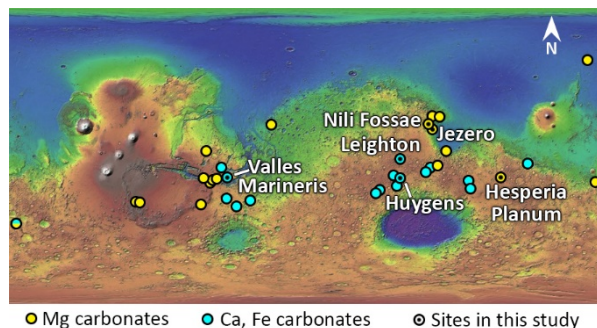 N
Nili Fossae
Leighton
Jezero
Valles
Marineris
Huygens
Hesperia
Planum
Mg carbonates
Ca, Fe carbonates
Sites in this study